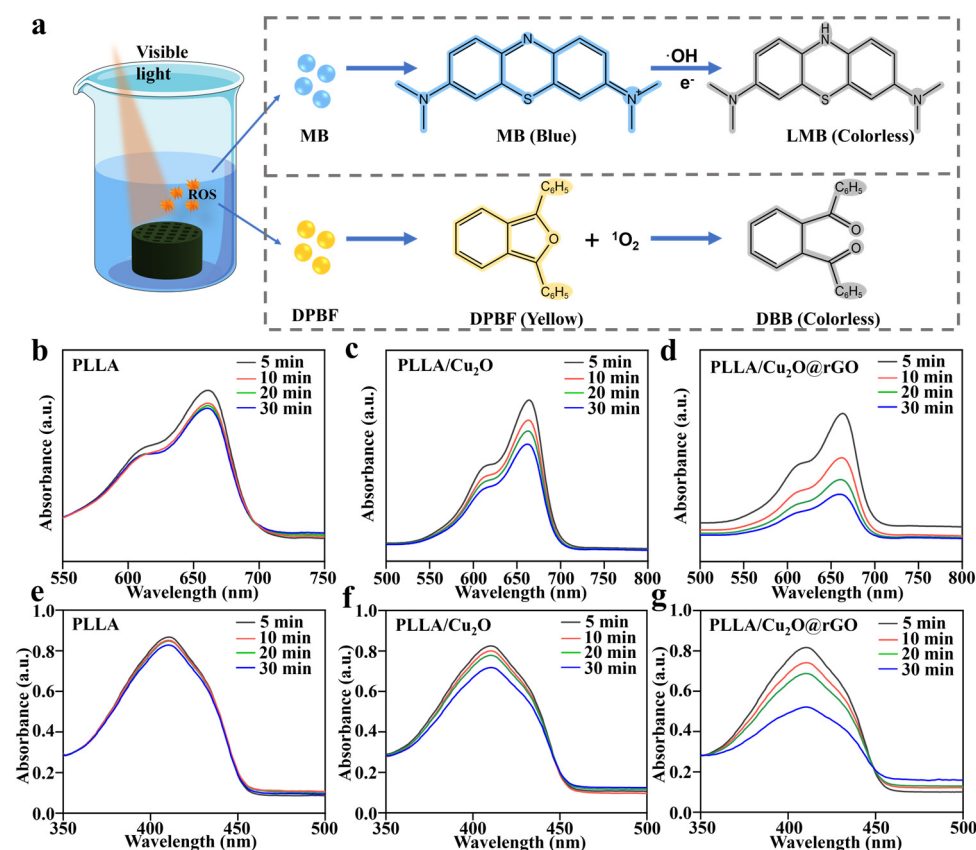 a
Visible
light
ROS
MB
N
S
N
N⁺
MB (Blue)
·OH
e⁻
H
N
S
N
N
LMB (Colorless)
DPBF
C₆H₅
O
C₆H₅
DPBF (Yellow)
+ ¹O₂
C₆H₅
O
O
C₆H₅
DBB (Colorless)
b
PLLA
5 min
10 min
20 min
30 min
Absorbance (a.u.)
550 600 650 700 750
Wavelength (nm)
c
PLLA/Cu₂O
5 min
10 min
20 min
30 min
Absorbance (a.u.)
500 550 600 650 700 750 800
Wavelength (nm)
d
PLLA/Cu₂O@rGO
5 min
10 min
20 min
30 min
Absorbance (a.u.)
500 550 600 650 700 750 800
Wavelength (nm)
e
PLLA
5 min
10 min
20 min
30 min
Absorbance (a.u.)
1.0
0.8
0.6
0.4
0.2
0.0
350 400 450 500
Wavelength (nm)
f
PLLA/Cu₂O
5 min
10 min
20 min
30 min
Absorbance (a.u.)
1.0
0.8
0.6
0.4
0.2
0.0
350 400 450 500
Wavelength (nm)
g
PLLA/Cu₂O@rGO
5 min
10 min
20 min
30 min
Absorbance (a.u.)
1.0
0.8
0.6
0.4
0.2
0.0
350 400 450 500
Wavelength (nm)